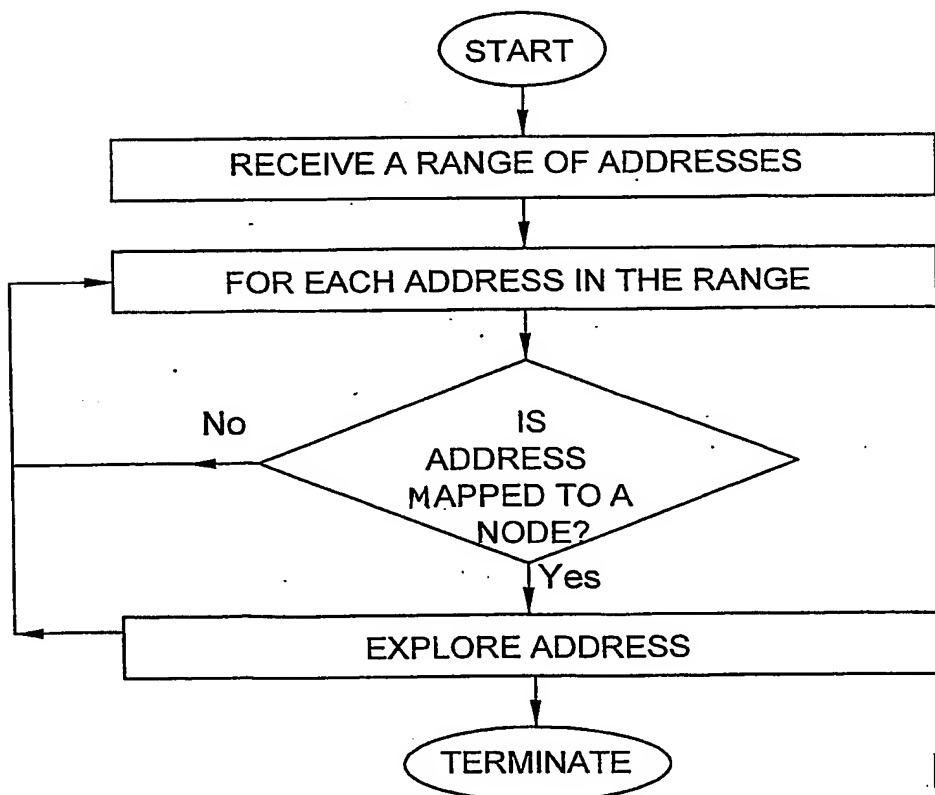 START
RECEIVE A RANGE OF ADDRESSES
FOR EACH ADDRESS IN THE RANGE
No
IS
ADDRESS
MAPPED TO A
NODE?
Yes
EXPLORE ADDRESS
TERMINATE